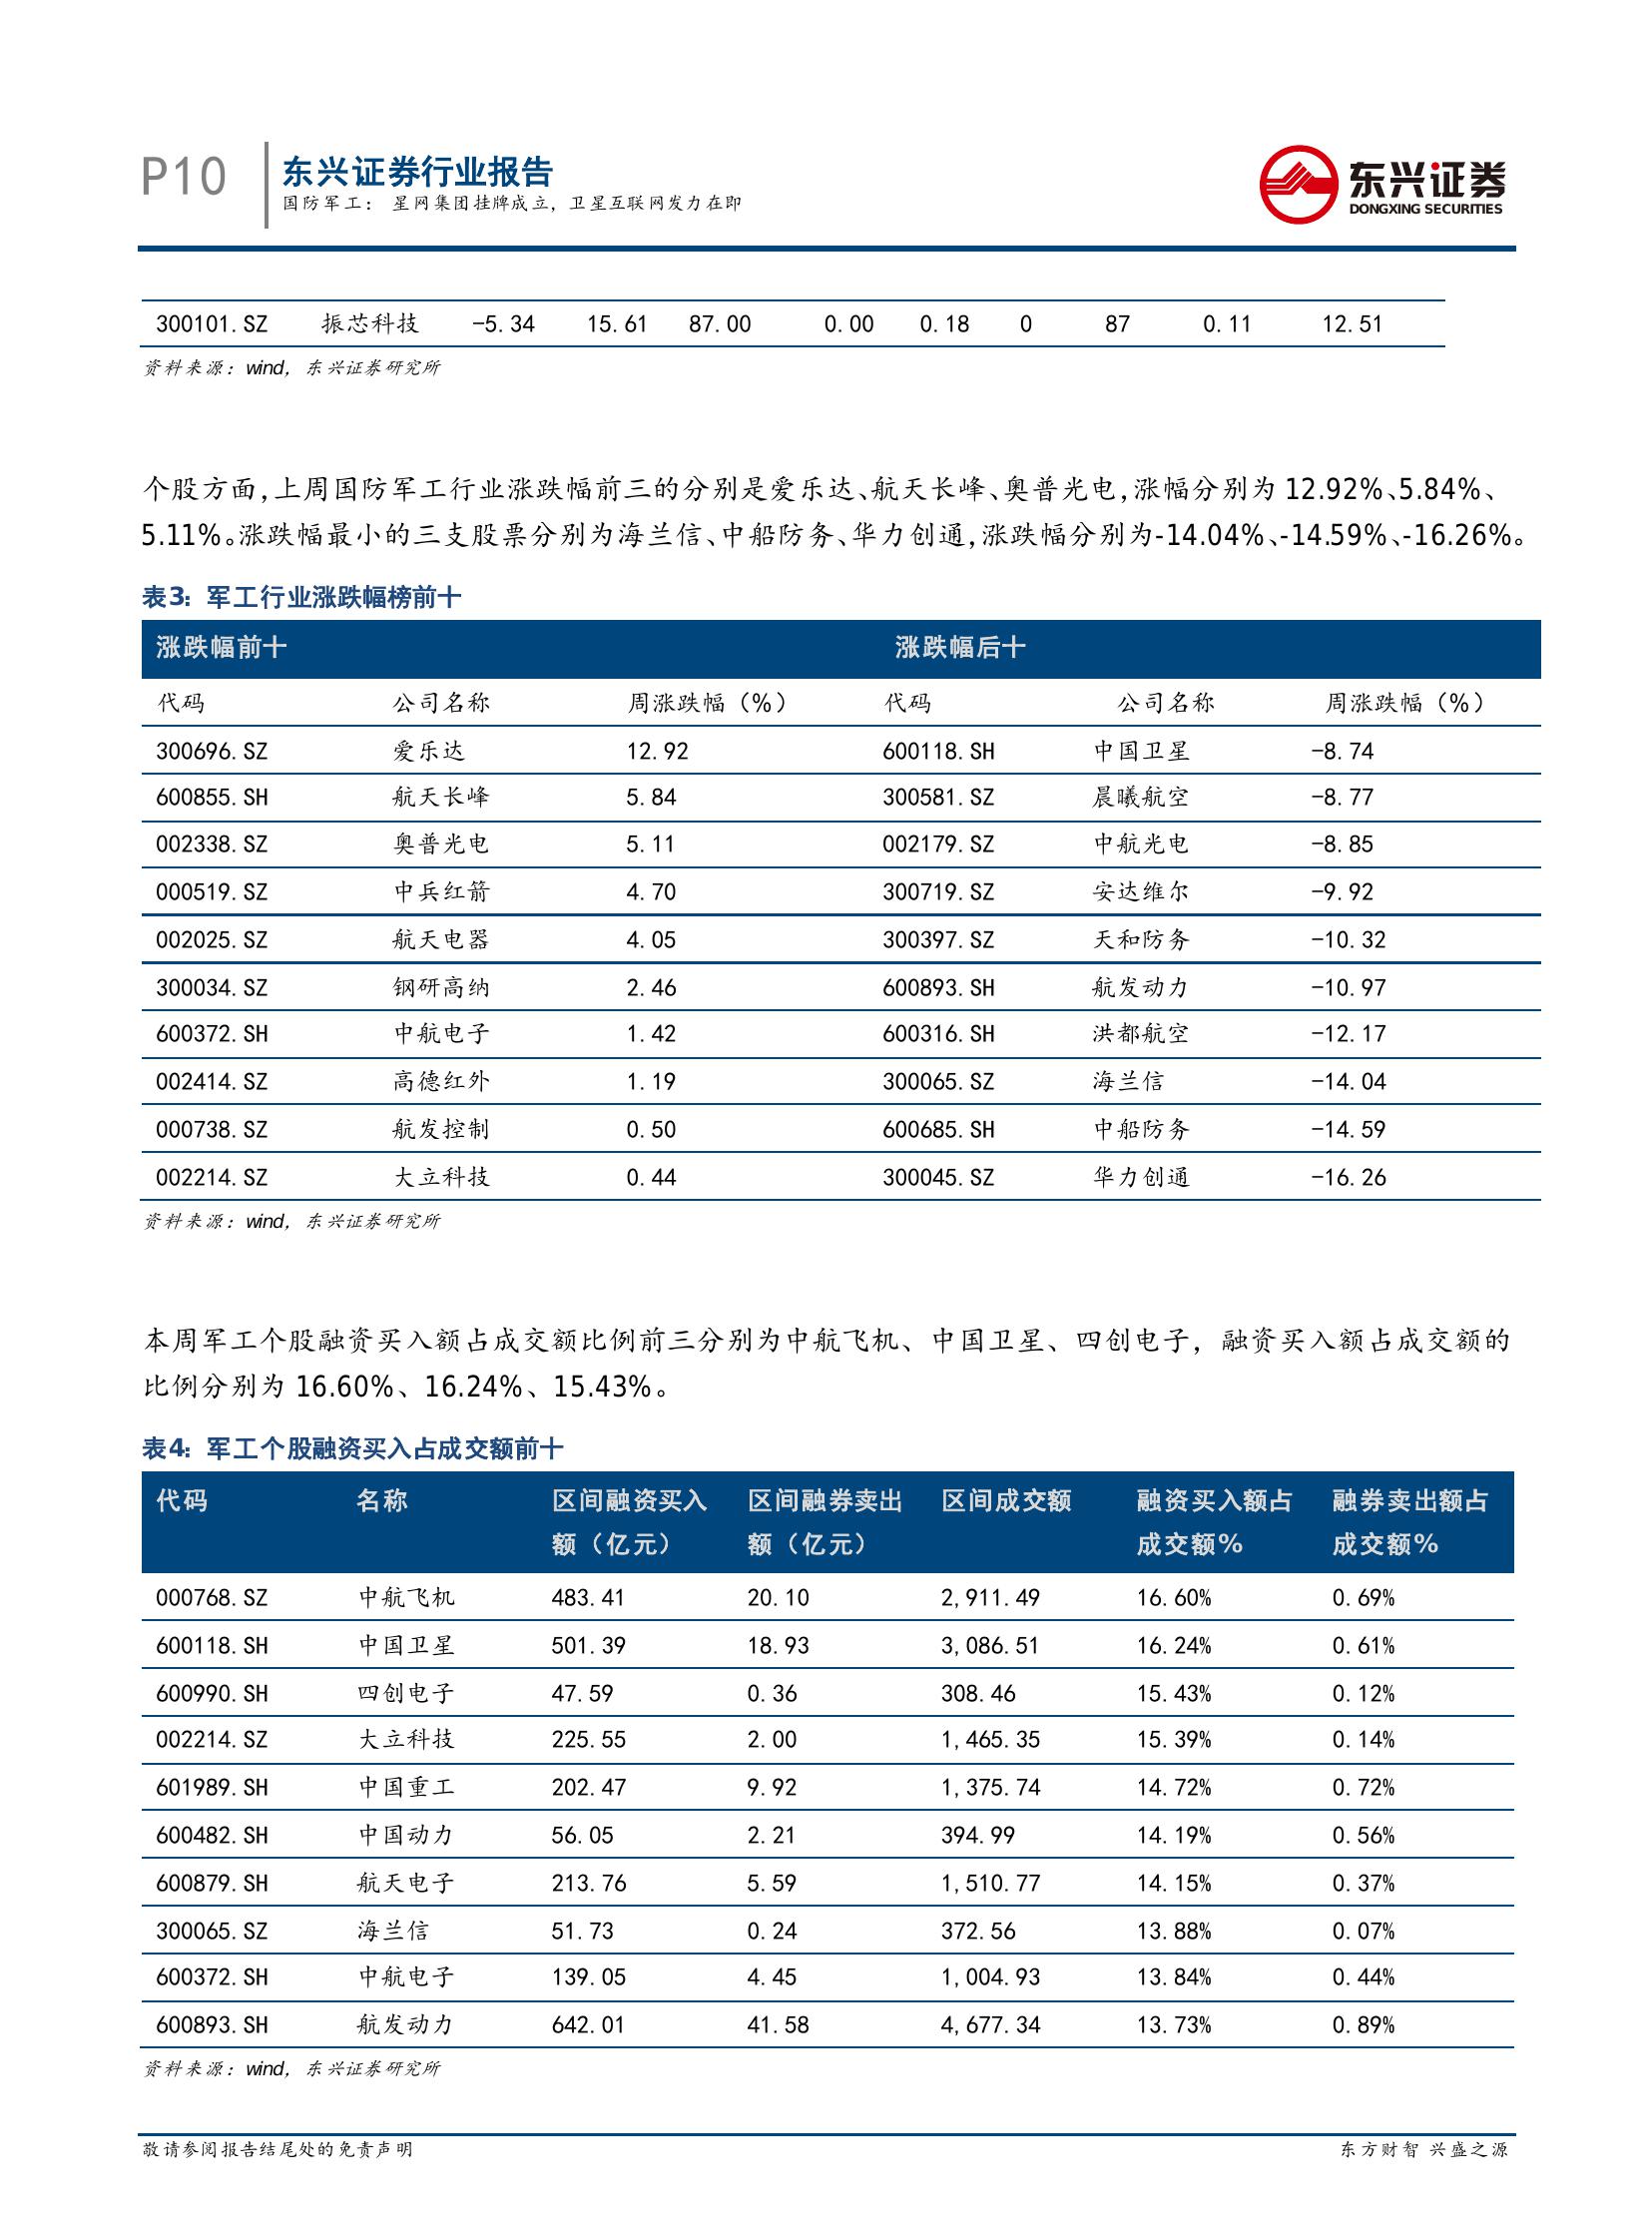 P10
东兴证券行业报告
国防军工： 星网集团挂牌成立，卫星互联网发力在即
东兴证券
DONGXING SECURITIES
300101.SZ 振芯科技 -5.34 15.61 87.00 0.00 0.18 0 87 0.11 12.51
资料来源：wind，东兴证券研究所
个股方面,上周国防军工行业涨跌幅前三的分别是爱乐达、航天长峰、奥普光电,涨幅分别为 12.92%、5.84%、
5.11%。涨跌幅最小的三支股票分别为海兰信、中船防务、华力创通,涨跌幅分别为-14.04%、-14.59%、-16.26%。
表3：军工行业涨跌幅榜前十
涨跌幅前十 涨跌幅后十
代码 公司名称 周涨跌幅（%） 代码 公司名称 周涨跌幅（%）
300696.SZ 爱乐达 12.92 600118.SH 中国卫星 -8.74
600855.SH 航天长峰 5.84 300581.SZ 晨曦航空 -8.77
002338.SZ 奥普光电 5.11 002179.SZ 中航光电 -8.85
000519.SZ 中兵红箭 4.70 300719.SZ 安达维尔 -9.92
002025.SZ 航天电器 4.05 300397.SZ 天和防务 -10.32
300034.SZ 钢研高纳 2.46 600893.SH 航发动力 -10.97
600372.SH 中航电子 1.42 600316.SH 洪都航空 -12.17
002414.SZ 高德红外 1.19 300065.SZ 海兰信 -14.04
000738.SZ 航发控制 0.50 600685.SH 中船防务 -14.59
002214.SZ 大立科技 0.44 300045.SZ 华力创通 -16.26
资料来源：wind，东兴证券研究所
本周军工个股融资买入额占成交额比例前三分别为中航飞机、中国卫星、四创电子，融资买入额占成交额的
比例分别为 16.60%、16.24%、15.43%。
表4：军工个股融资买入占成交额前十
代码 名称 区间融资买入 区间融券卖出 区间成交额 融资买入额占 融券卖出额占
额（亿元） 额（亿元） 成交额% 成交额%
000768.SZ 中航飞机 483.41 20.10 2,911.49 16.60% 0.69%
600118.SH 中国卫星 501.39 18.93 3,086.51 16.24% 0.61%
600990.SH 四创电子 47.59 0.36 308.46 15.43% 0.12%
002214.SZ 大立科技 225.55 2.00 1,465.35 15.39% 0.14%
601989.SH 中国重工 202.47 9.92 1,375.74 14.72% 0.72%
600482.SH 中国动力 56.05 2.21 394.99 14.19% 0.56%
600879.SH 航天电子 213.76 5.59 1,510.77 14.15% 0.37%
300065.SZ 海兰信 51.73 0.24 372.56 13.88% 0.07%
600372.SH 中航电子 139.05 4.45 1,004.93 13.84% 0.44%
600893.SH 航发动力 642.01 41.58 4,677.34 13.73% 0.89%
资料来源：wind，东兴证券研究所
敬请参阅报告结尾处的免责声明 东方财智 兴盛之源